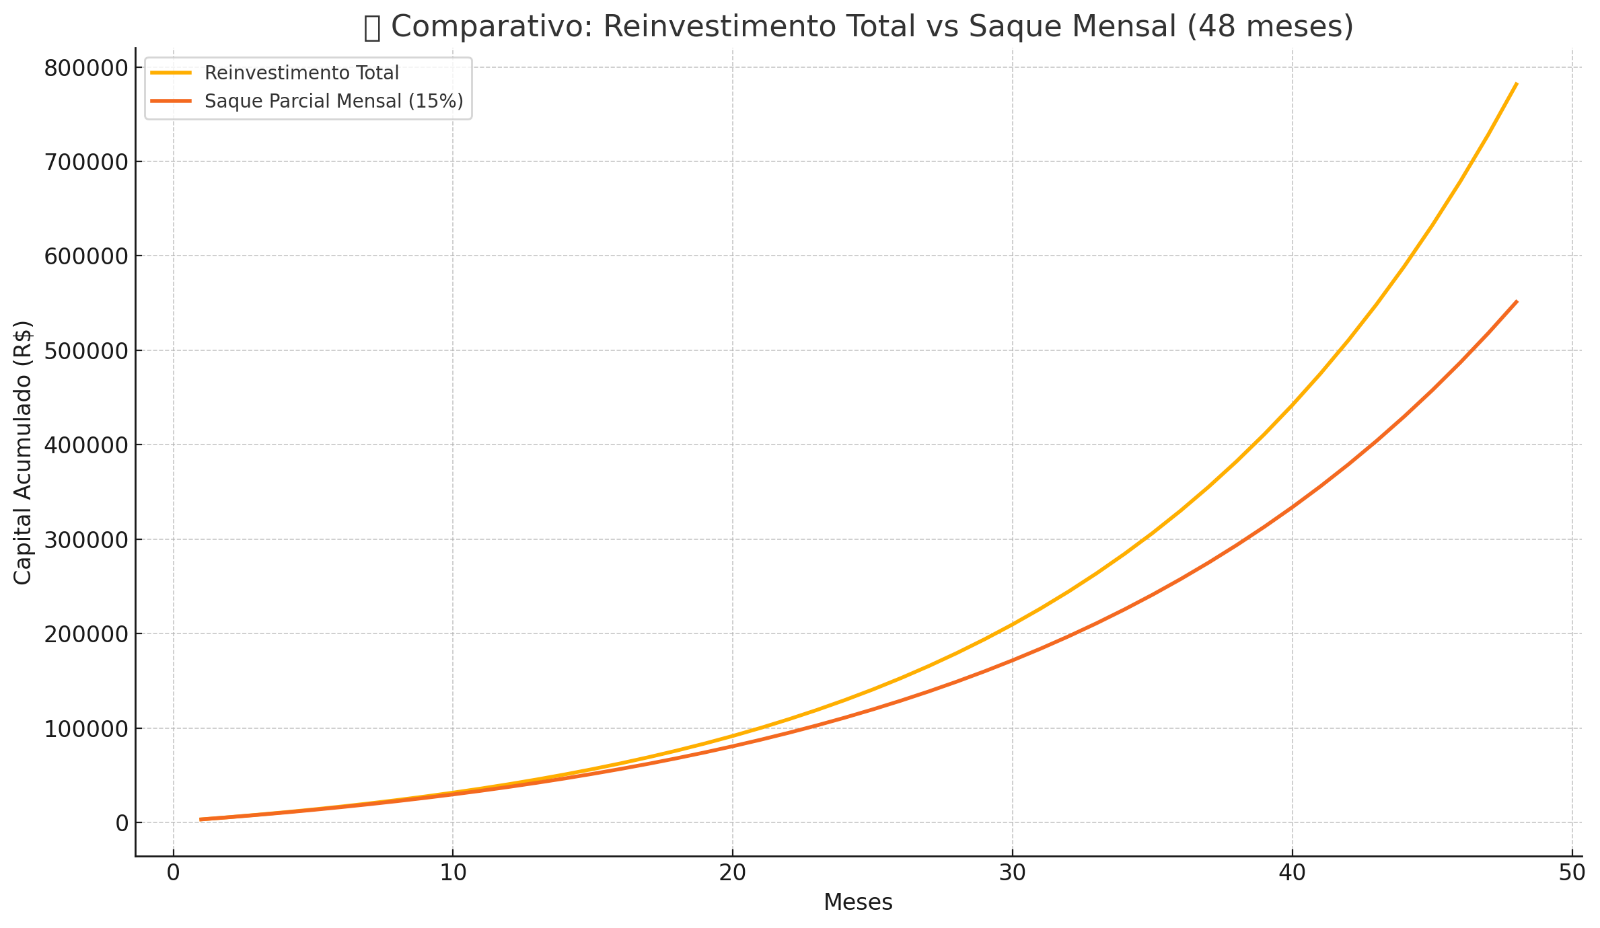 ▯ Comparativo: Reinvestimento Total vs Saque Mensal (48 meses)
Reinvestimento Total
Saque Parcial Mensal (15%)
Capital Acumulado (R$)
800000
700000
600000
500000
400000
300000
200000
100000
0
0 10 20 30 40 50
Meses